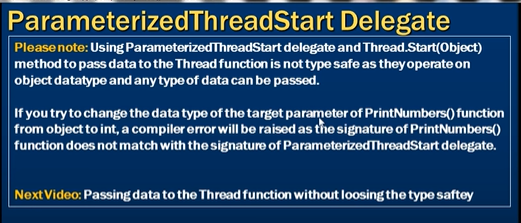 ParameterizedThreadStart Delegate
Please note: Using ParameterizedThreadStart delegate and Thread.Start(Object)
method to pass data to the Thread function is not type safe as they operate on
object datatype and any type of data can be passed.
If you try to change the data type of the target parameter of PrintNumbers() function
from object to int, a compiler error will be raised as the signature of PrintNumbers()
function does not match with the signature of ParameterizedThreadStart delegate.
Next Video: Passing data to the Thread function without loosing the type saftey